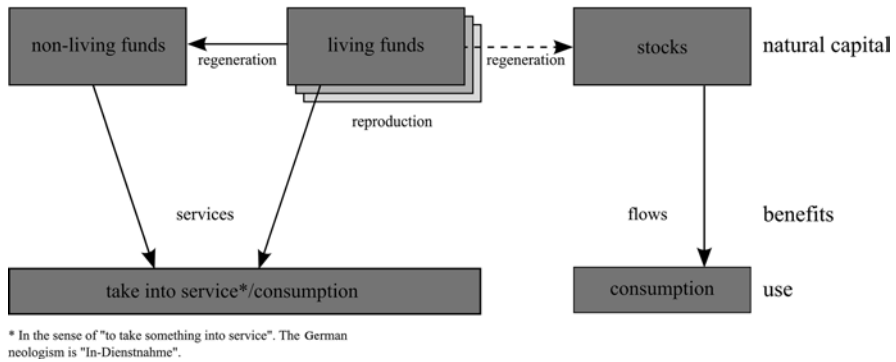 non-living funds
living funds
stocks
natural capital
regeneration
regeneration
reproduction
services
flows
benefits
take into service*/consumption
consumption
use
* In the sense of "to take something into service". The German
neologism is "In-Dienstnahme".